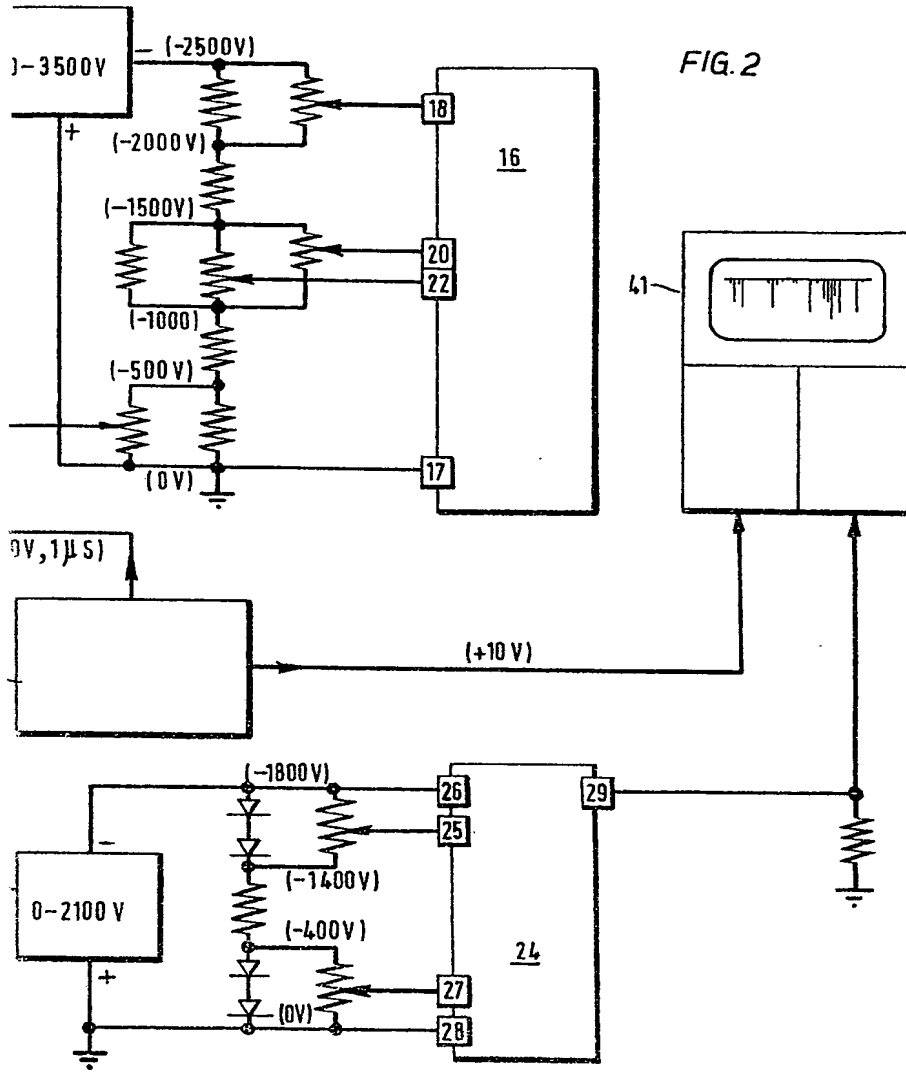 FIG. 2
(-2500V)
0-3500V
-
+
18
(-2000V)
16
(-1500V)
20
22
41
(-1000)
(-500V)
17
(0V)
0V, 1μS)
(+10V)
(-1800V)
26
29
25
-
(-1400V)
0-2100V
(-400V)
24
+
27
(0V)
28